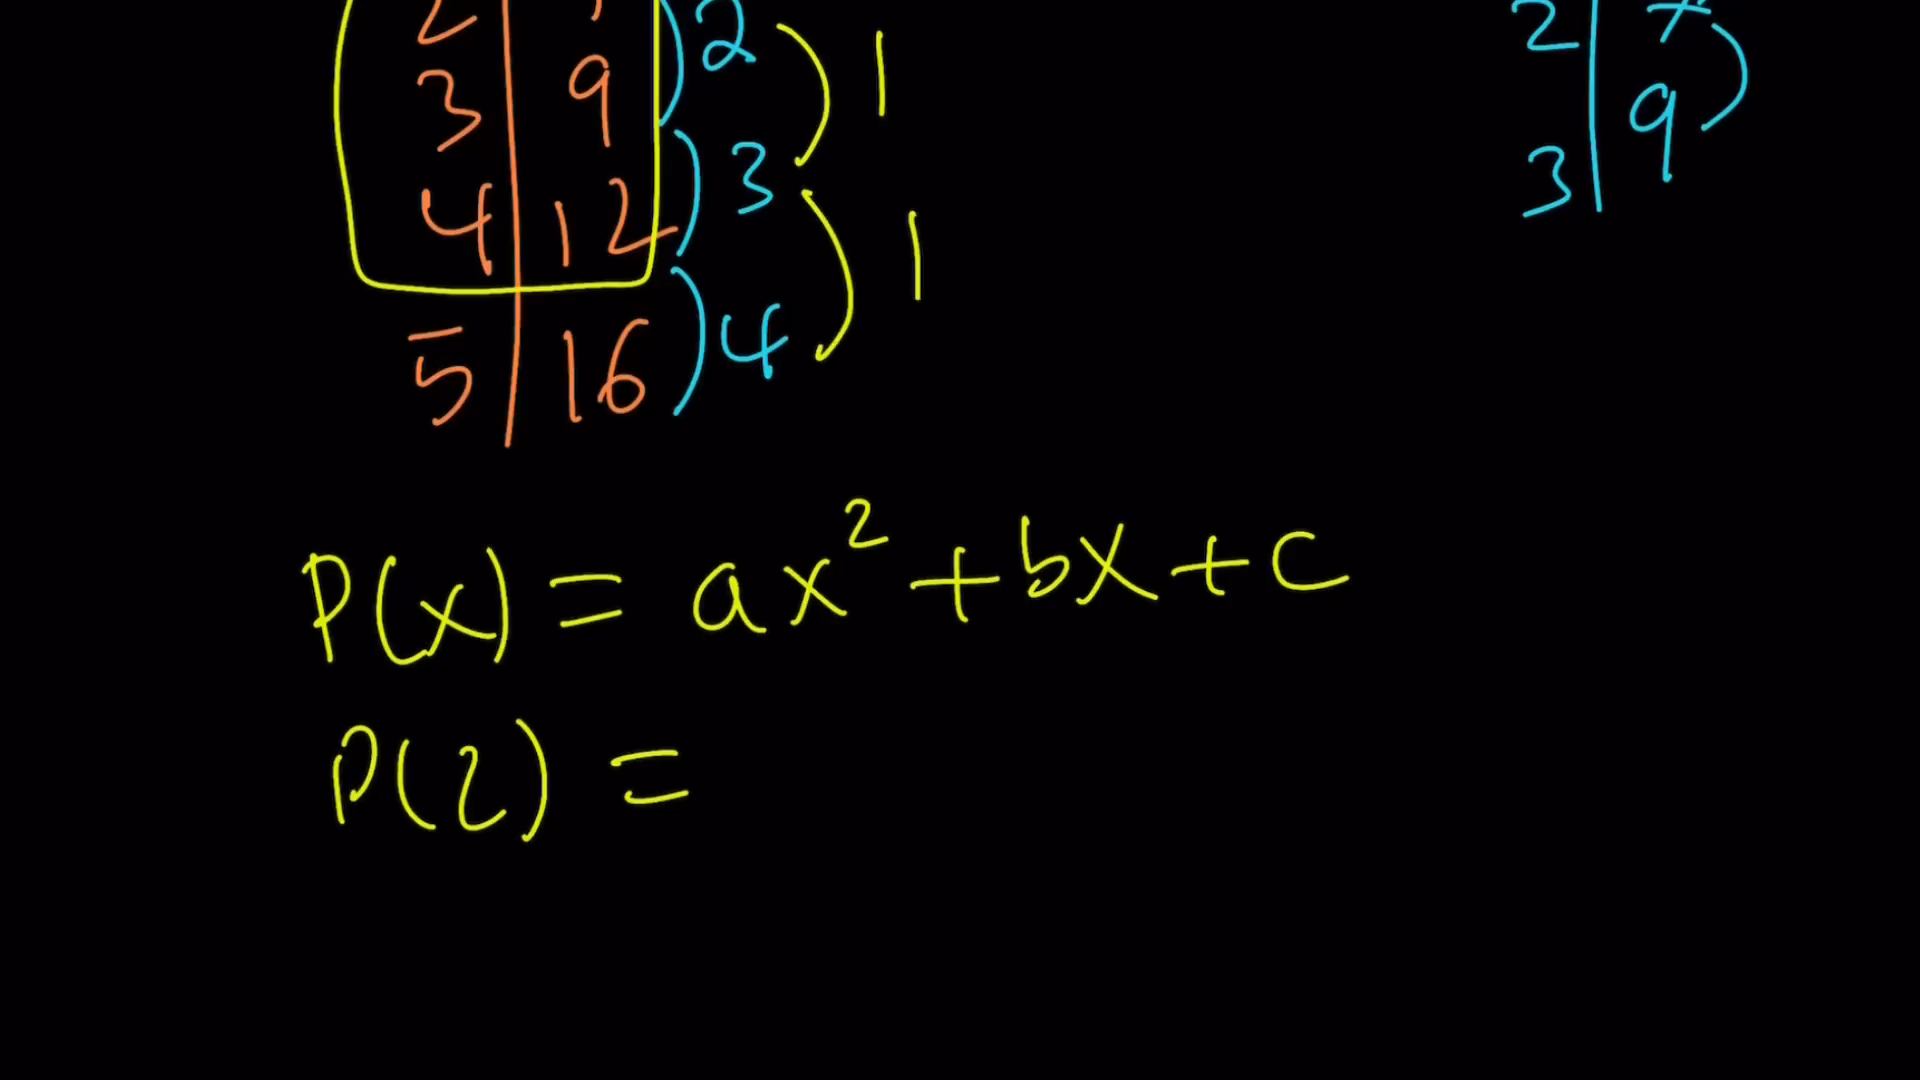 2 7 2 1 2 7
3 9 3 1 3 9
4 12 4
5 16
P(x) = ax² + bx + c
P(2) =